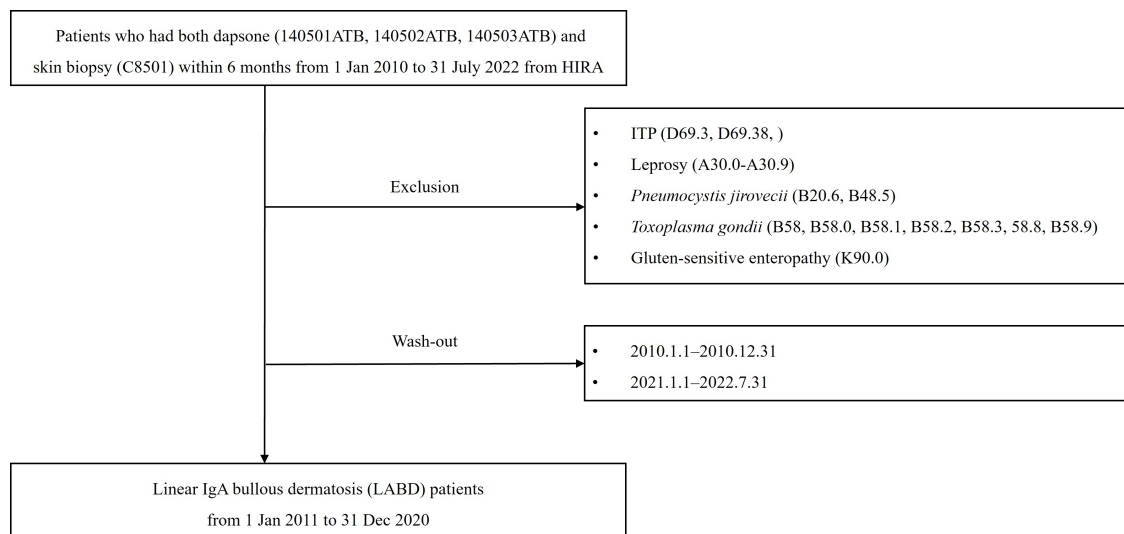 Patients who had both dapsone (140501ATB, 140502ATB, 140503ATB) and
skin biopsy (C8501) within 6 months from 1 Jan 2010 to 31 July 2022 from HIRA
Exclusion
• ITP (D69.3, D69.38, )
• Leprosy (A30.0-A30.9)
• Pneumocystis jirovecii (B20.6, B48.5)
• Toxoplasma gondii (B58, B58.0, B58.1, B58.2, B58.3, 58.8, B58.9)
• Gluten-sensitive enteropathy (K90.0)
Wash-out
• 2010.1.1–2010.12.31
• 2021.1.1–2022.7.31
Linear IgA bullous dermatosis (LABD) patients
from 1 Jan 2011 to 31 Dec 2020